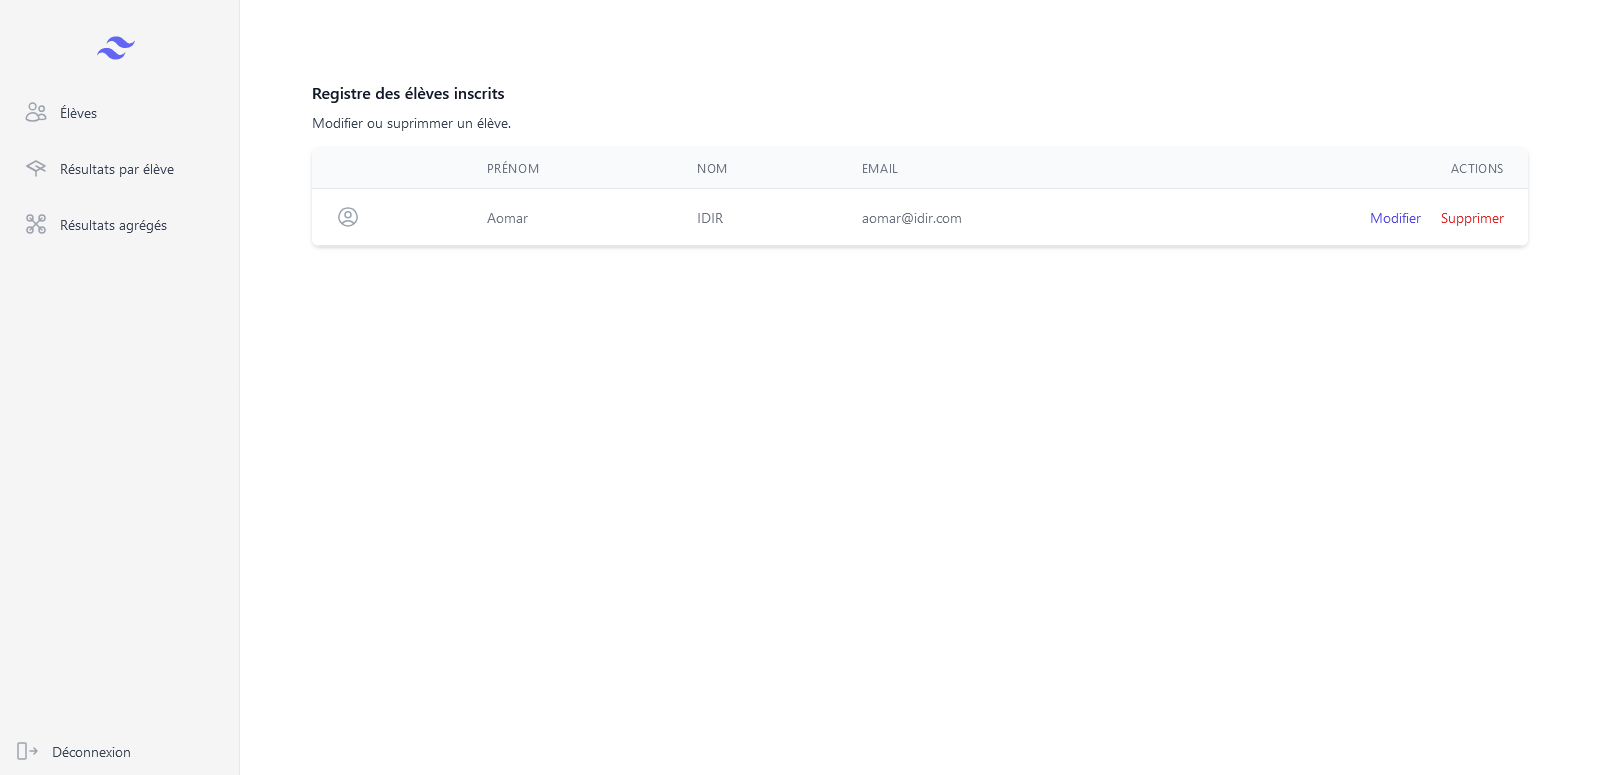 Élèves
Résultats par élève
Résultats agrégés
Déconnexion
Registre des élèves inscrits
Modifier ou suprimmer un élève.
PRÉNOM NOM EMAIL ACTIONS
Aomar IDIR aomar@idir.com Modifier Supprimer